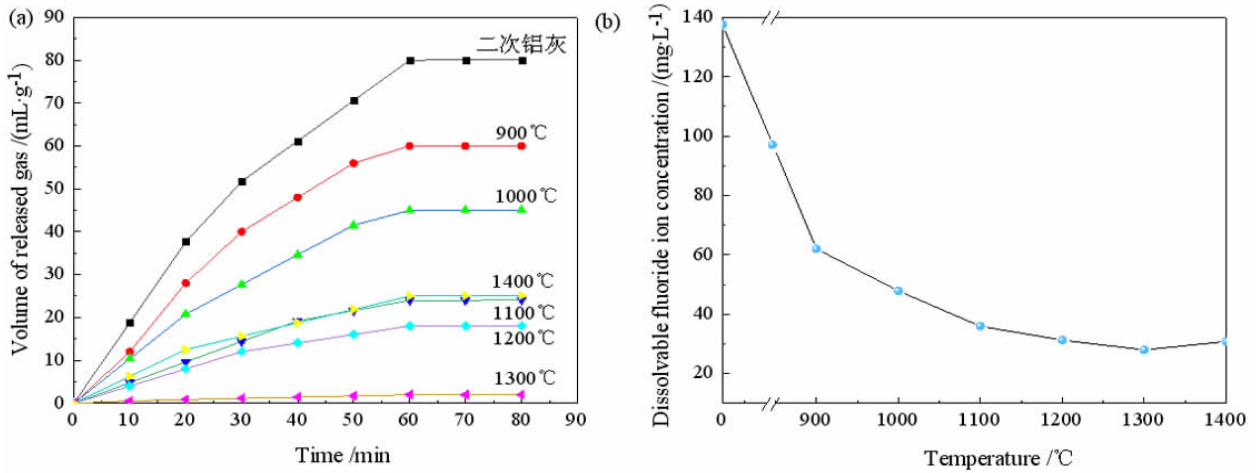 (a)
Volume of released gas /(mL·g⁻¹)
90
80
70
60
50
40
30
20
10
0
0 10 20 30 40 50 60 70 80 90
Time /min
二次铝灰
900℃
1000℃
1400℃
1100℃
1200℃
1300℃
(b)
Dissolvable fluoride ion concentration /(mg·L⁻¹)
140
120
100
80
60
40
20
0 900 1000 1100 1200 1300 1400
Temperature /℃